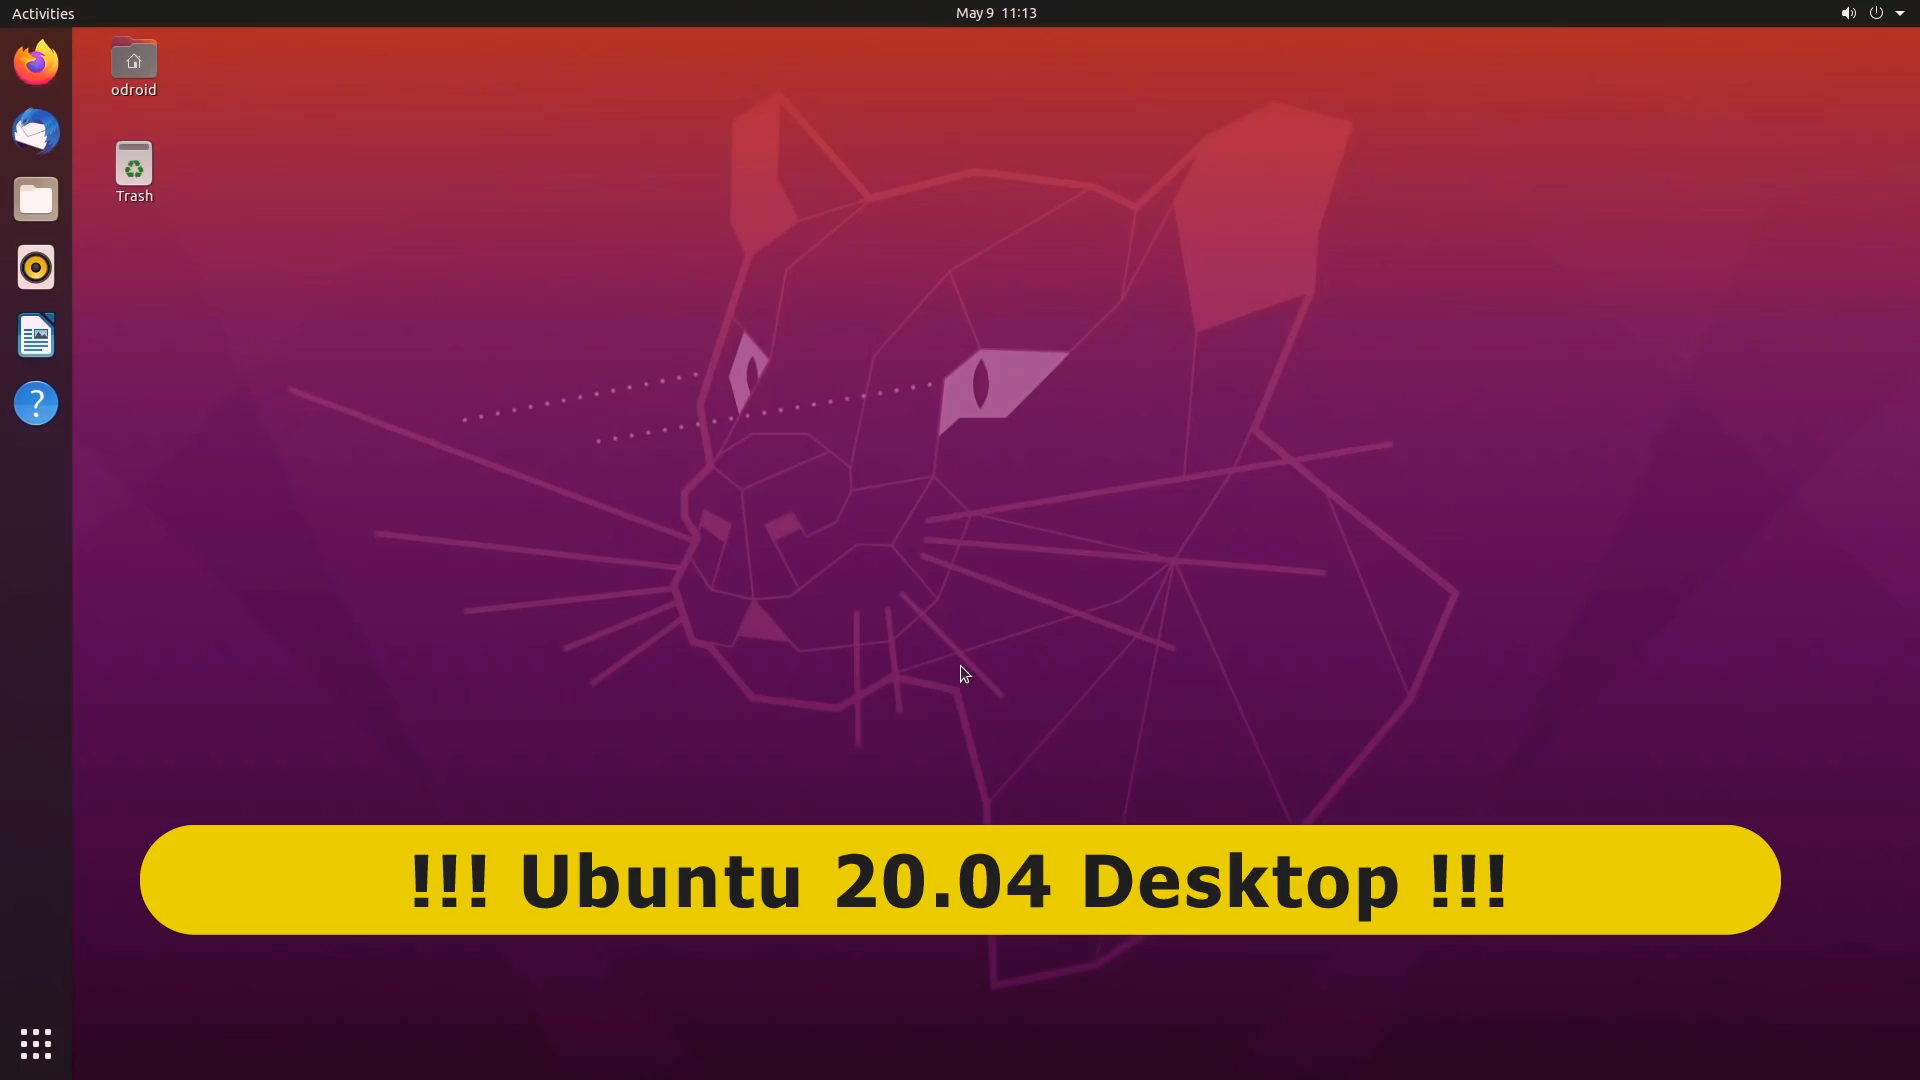 Activities
May 9 11:13
odroid
Trash
?
!!! Ubuntu 20.04 Desktop !!!